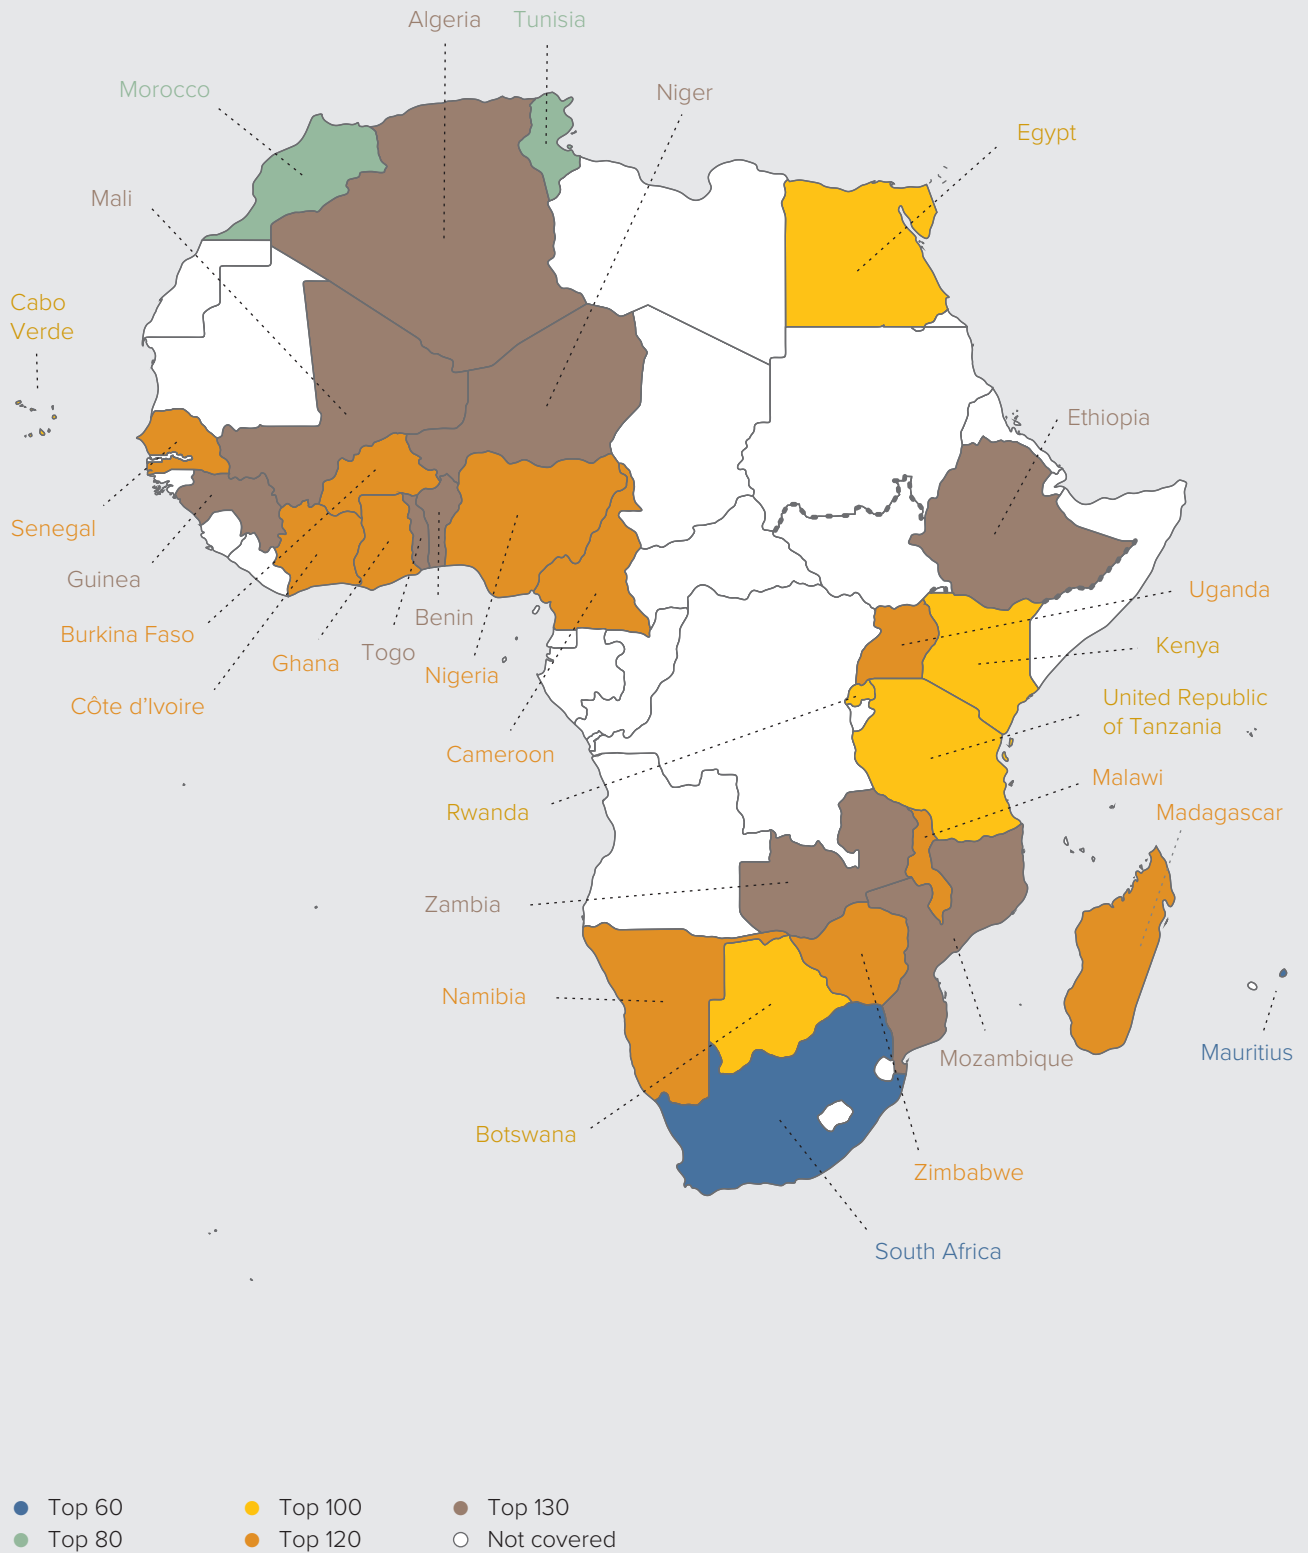 Algeria
Tunisia
Morocco
Niger
Egypt
Mali
Cabo
Verde
Ethiopia
Senegal
Guinea
Uganda
Benin
Burkina Faso
Kenya
Togo
Ghana
Nigeria
United Republic
of Tanzania
Côte d’Ivoire
Cameroon
Malawi
Rwanda
Madagascar
Zambia
Namibia
Mauritius
Mozambique
Botswana
Zimbabwe
South Africa
Top 60
Top 100
Top 130
Top 80
Top 120
Not covered